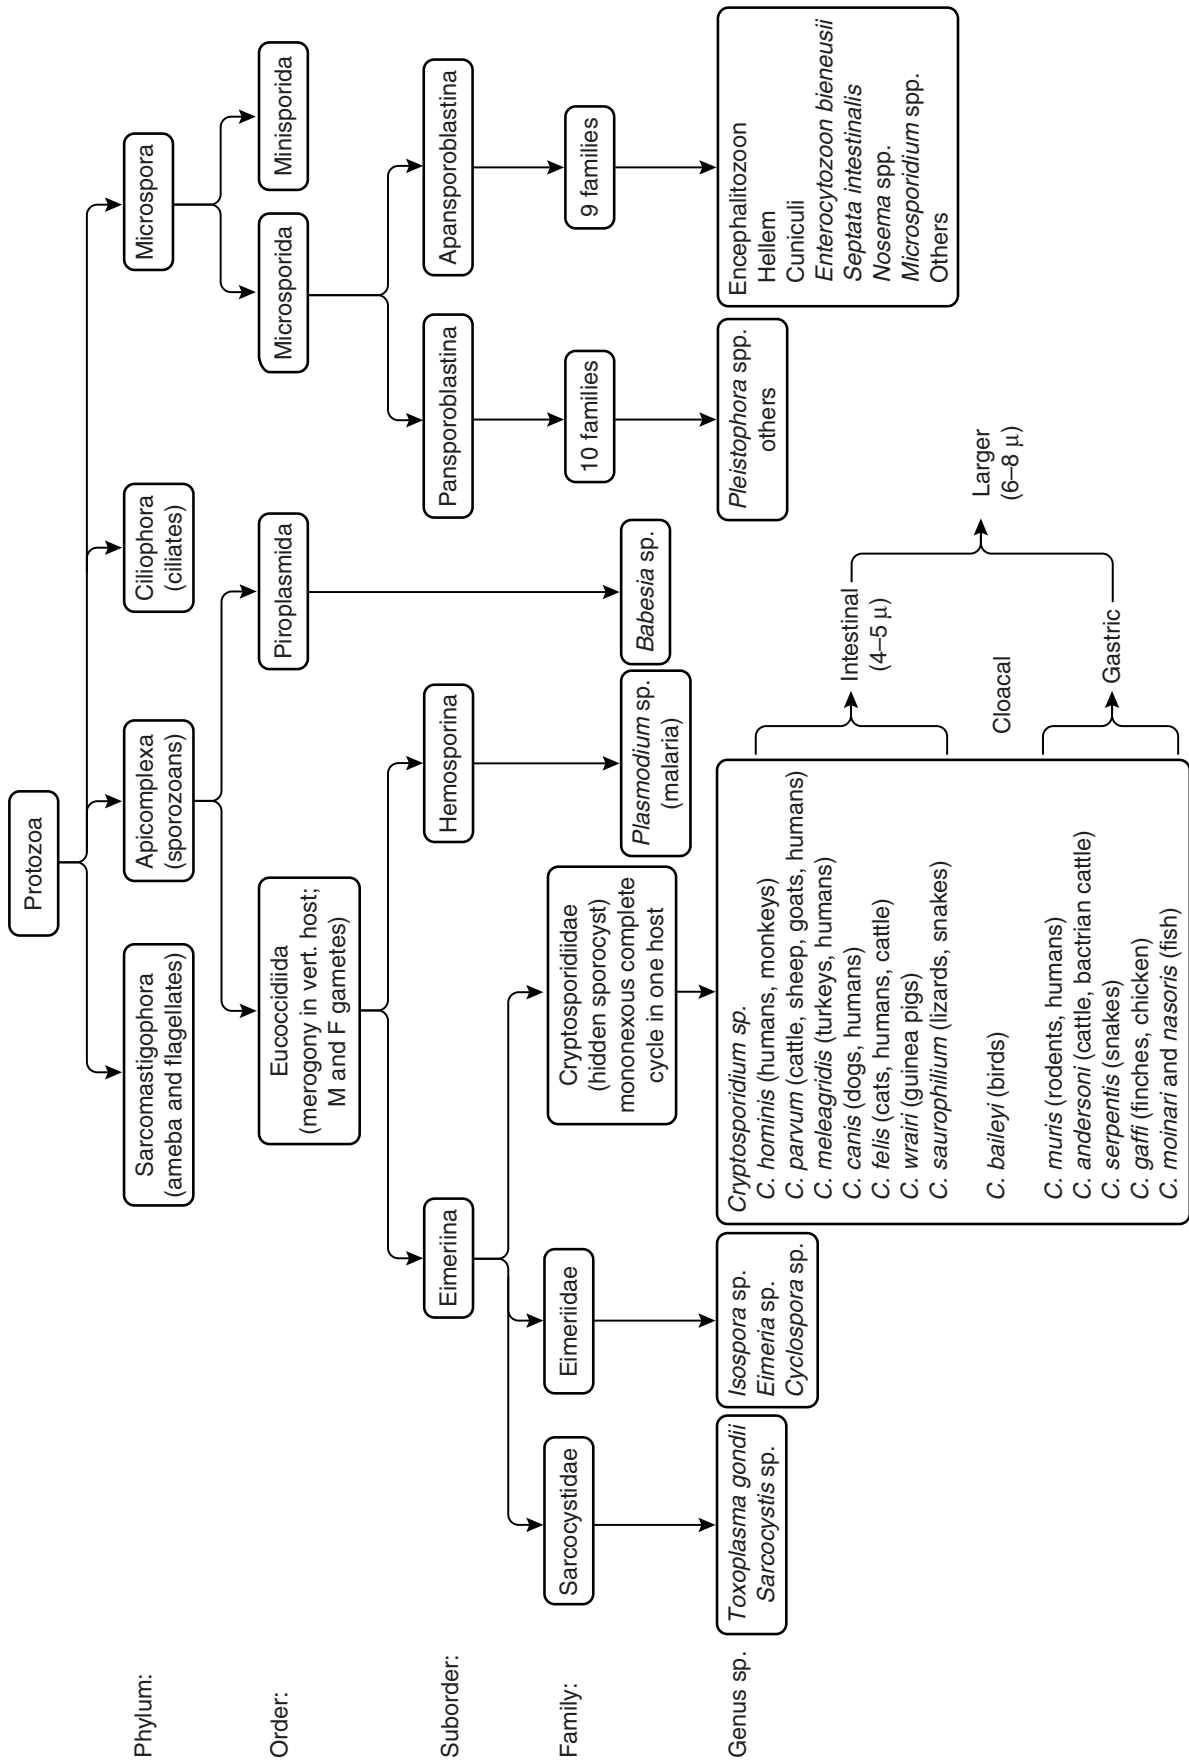 Protozoa
Phylum:
Sarcomastigophora
(ameba and flagellates)
Apicomplexa
(sporozoans)
Ciliophora
(ciliates)
Microspora
Order:
Eucoccidiida
(merogony in vert. host;
M and F gametes)
Piroplasmida
Microsporida
Minisporida
Suborder:
Eimeriina
Hemosporina
Pansporoblastina
Apansporoblastina
Family:
Sarcocystidae
Eimeriidae
Cryptosporidiidae
(hidden sporocyst)
mononexous complete
cycle in one host
10 families
9 families
Genus sp.
Toxoplasma gondii
Sarcocystis sp.
Isospora sp.
Eimeria sp.
Cyclospora sp.
Cryptosporidium sp.
C. hominis (humans, monkeys)
C. parvum (cattle, sheep, goats, humans)
C. meleagridis (turkeys, humans)
C. canis (dogs, humans)
C. felis (cats, humans, cattle)
C. wrairi (guinea pigs)
C. saurophilium (lizards, snakes)
C. baileyi (birds)
C. muris (rodents, humans)
C. andersoni (cattle, bactrian cattle)
C. serpentis (snakes)
C. gaffi (finches, chicken)
C. moinari and nasoris (fish)
Intestinal
(4–5 μ)
Cloacal
Gastric
Larger
(6–8 μ)
Plasmodium sp.
(malaria)
Babesia sp.
Pleistophora spp.
others
Encephalitozoon
Hellem
Cuniculi
Enterocytozoon bieneusii
Septata intestinalis
Nosema spp.
Microsporidium spp.
Others